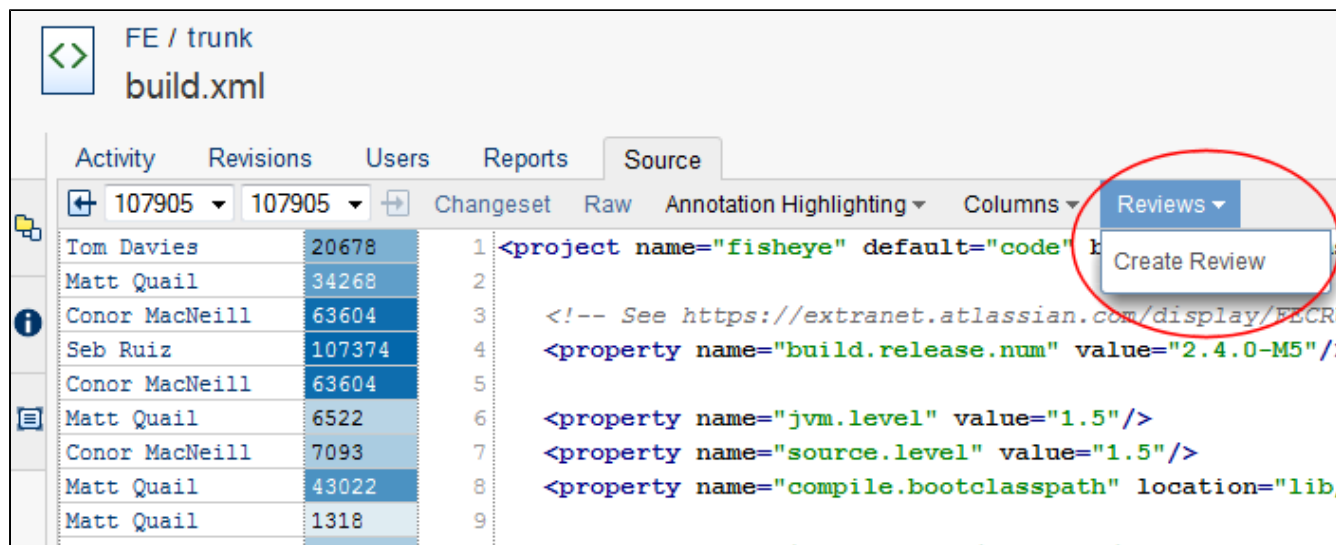 FE / trunk
build.xml
Activity Revisions Users Reports Source
107905 107905 Changeset Raw Annotation Highlighting Columns Reviews
Create Review
Tom Davies 20678 1 <project name="fisheye" default="code" b
Matt Quail 34268 2
Conor MacNeill 63604 3 <!-- See https://extranet.atlassian.com/display/FECR
Seb Ruiz 107374 4 <property name="build.release.num" value="2.4.0-M5"/
Conor MacNeill 63604 5
Matt Quail 6522 6 <property name="jvm.level" value="1.5"/>
Conor MacNeill 7093 7 <property name="source.level" value="1.5"/>
Matt Quail 43022 8 <property name="compile.bootclasspath" location="lib
Matt Quail 1318 9